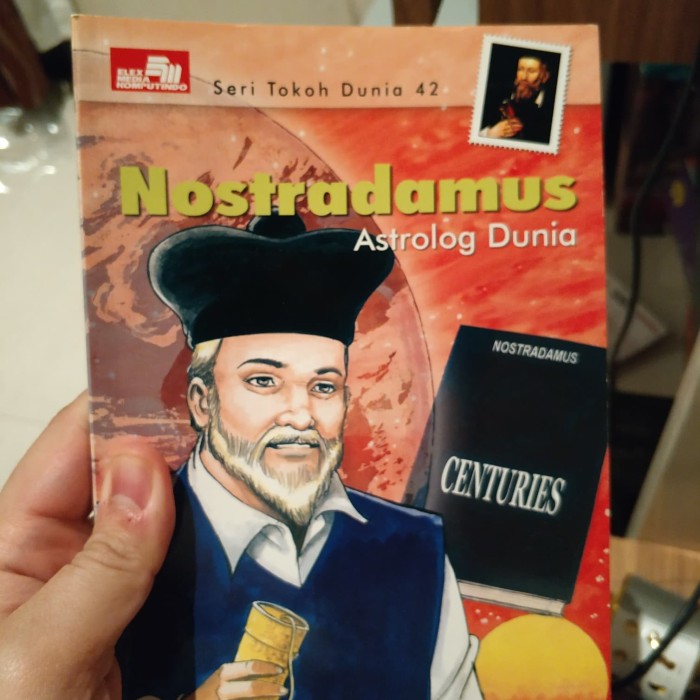 ELEX
MEDIA
KOMPUTINDO
Seri Tokoh Dunia 42
Nostradamus
Astrolog Dunia
NOSTRADAMUS
CENTURIES